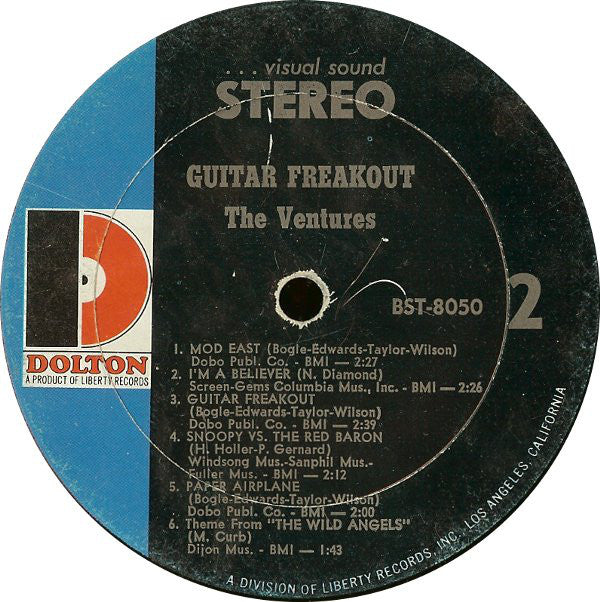 ... visual sound
STEREO
GUITAR FREAKOUT
The Ventures
BST-8050
2
DOLTON
A PRODUCT OF LIBERTY RECORDS
1. MOD EAST (Bogle-Edwards-Taylor-Wilson)
Dobo Publ. Co. - BMI — 2:27
2. I'M A BELIEVER (N. Diamond)
Screen-Gems Columbia Mus., Inc. - BMI — 2:26
3. GUITAR FREAKOUT
(Bogle-Edwards-Taylor-Wilson)
Dobo Publ. Co. - BMI — 2:39
4. SNOOPY VS. THE RED BARON
(H. Holler-P. Gernard)
Windsong Mus.-Sanphil Mus.-
Fuller Mus. - BMI — 2:12
5. PAPER AIRPLANE
(Bogle-Edwards-Taylor-Wilson)
Dobo Publ. Co. - BMI — 2:00
6. Theme From "THE WILD ANGELS"
(M. Curb)
Dijon Mus. - BMI — 1:43
A DIVISION OF LIBERTY RECORDS, INC., LOS ANGELES, CALIFORNIA